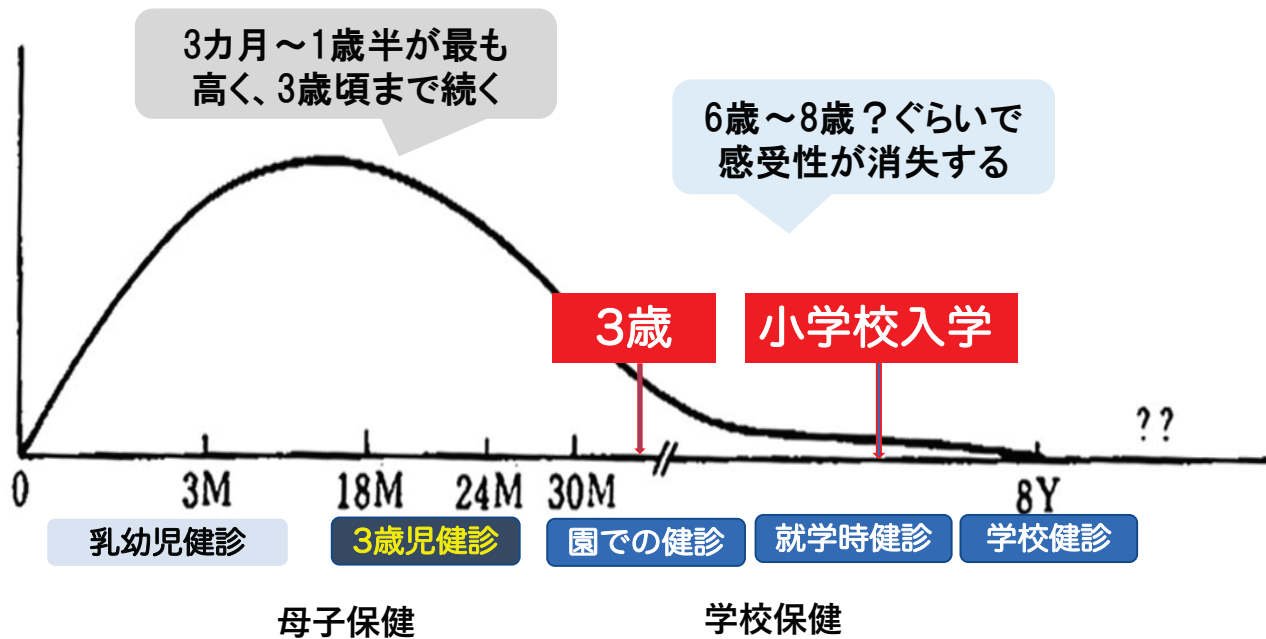 3カ月～1歳半が最も
高く、3歳頃まで続く
6歳～8歳？ぐらいで
感受性が消失する
3歳
小学校入学
??
0
3M
18M
24M
30M
8Y
乳幼児健診
3歳児健診
園での健診
就学時健診
学校健診
母子保健
学校保健